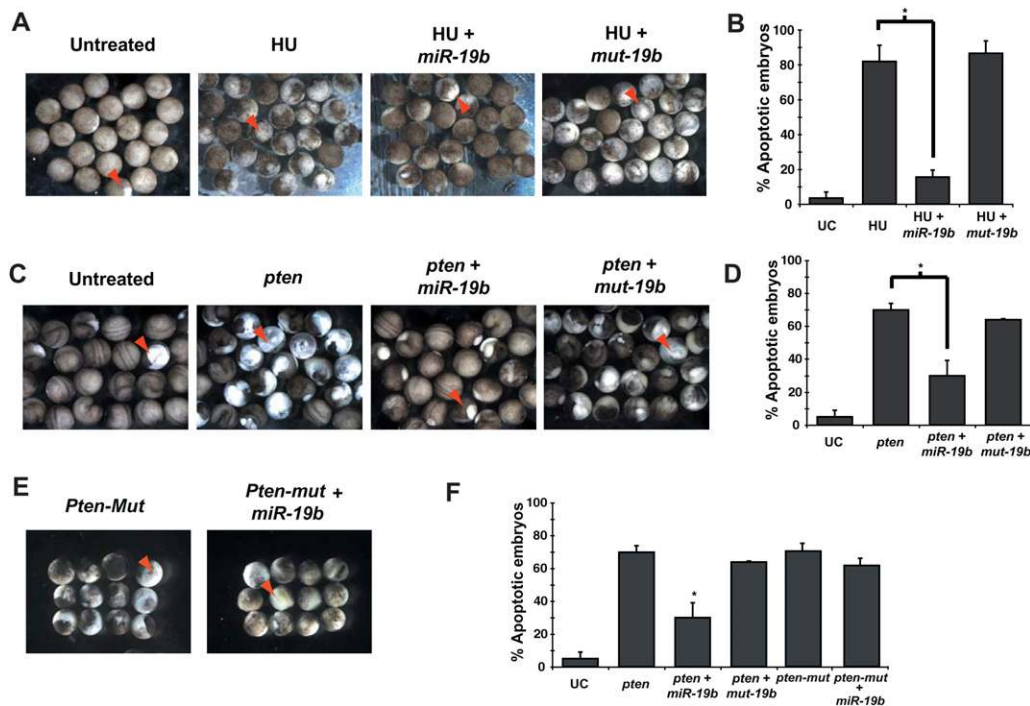 A
Untreated
HU
HU +
miR-19b
HU +
mut-19b
B
% Apoptotic embryos
100
80
60
40
20
0
*
UC
HU
HU +
miR-19b
HU +
mut-19b
C
Untreated
pten
pten +
miR-19b
pten +
mut-19b
D
% Apoptotic embryos
100
80
60
40
20
0
*
UC
pten
pten +
miR-19b
pten +
mut-19b
E
Pten-Mut
Pten-mut +
miR-19b
F
% Apoptotic embryos
100
80
60
40
20
0
*
UC
pten
pten +
miR-19b
pten +
mut-19b
pten-mut
pten-mut
+
miR-19b